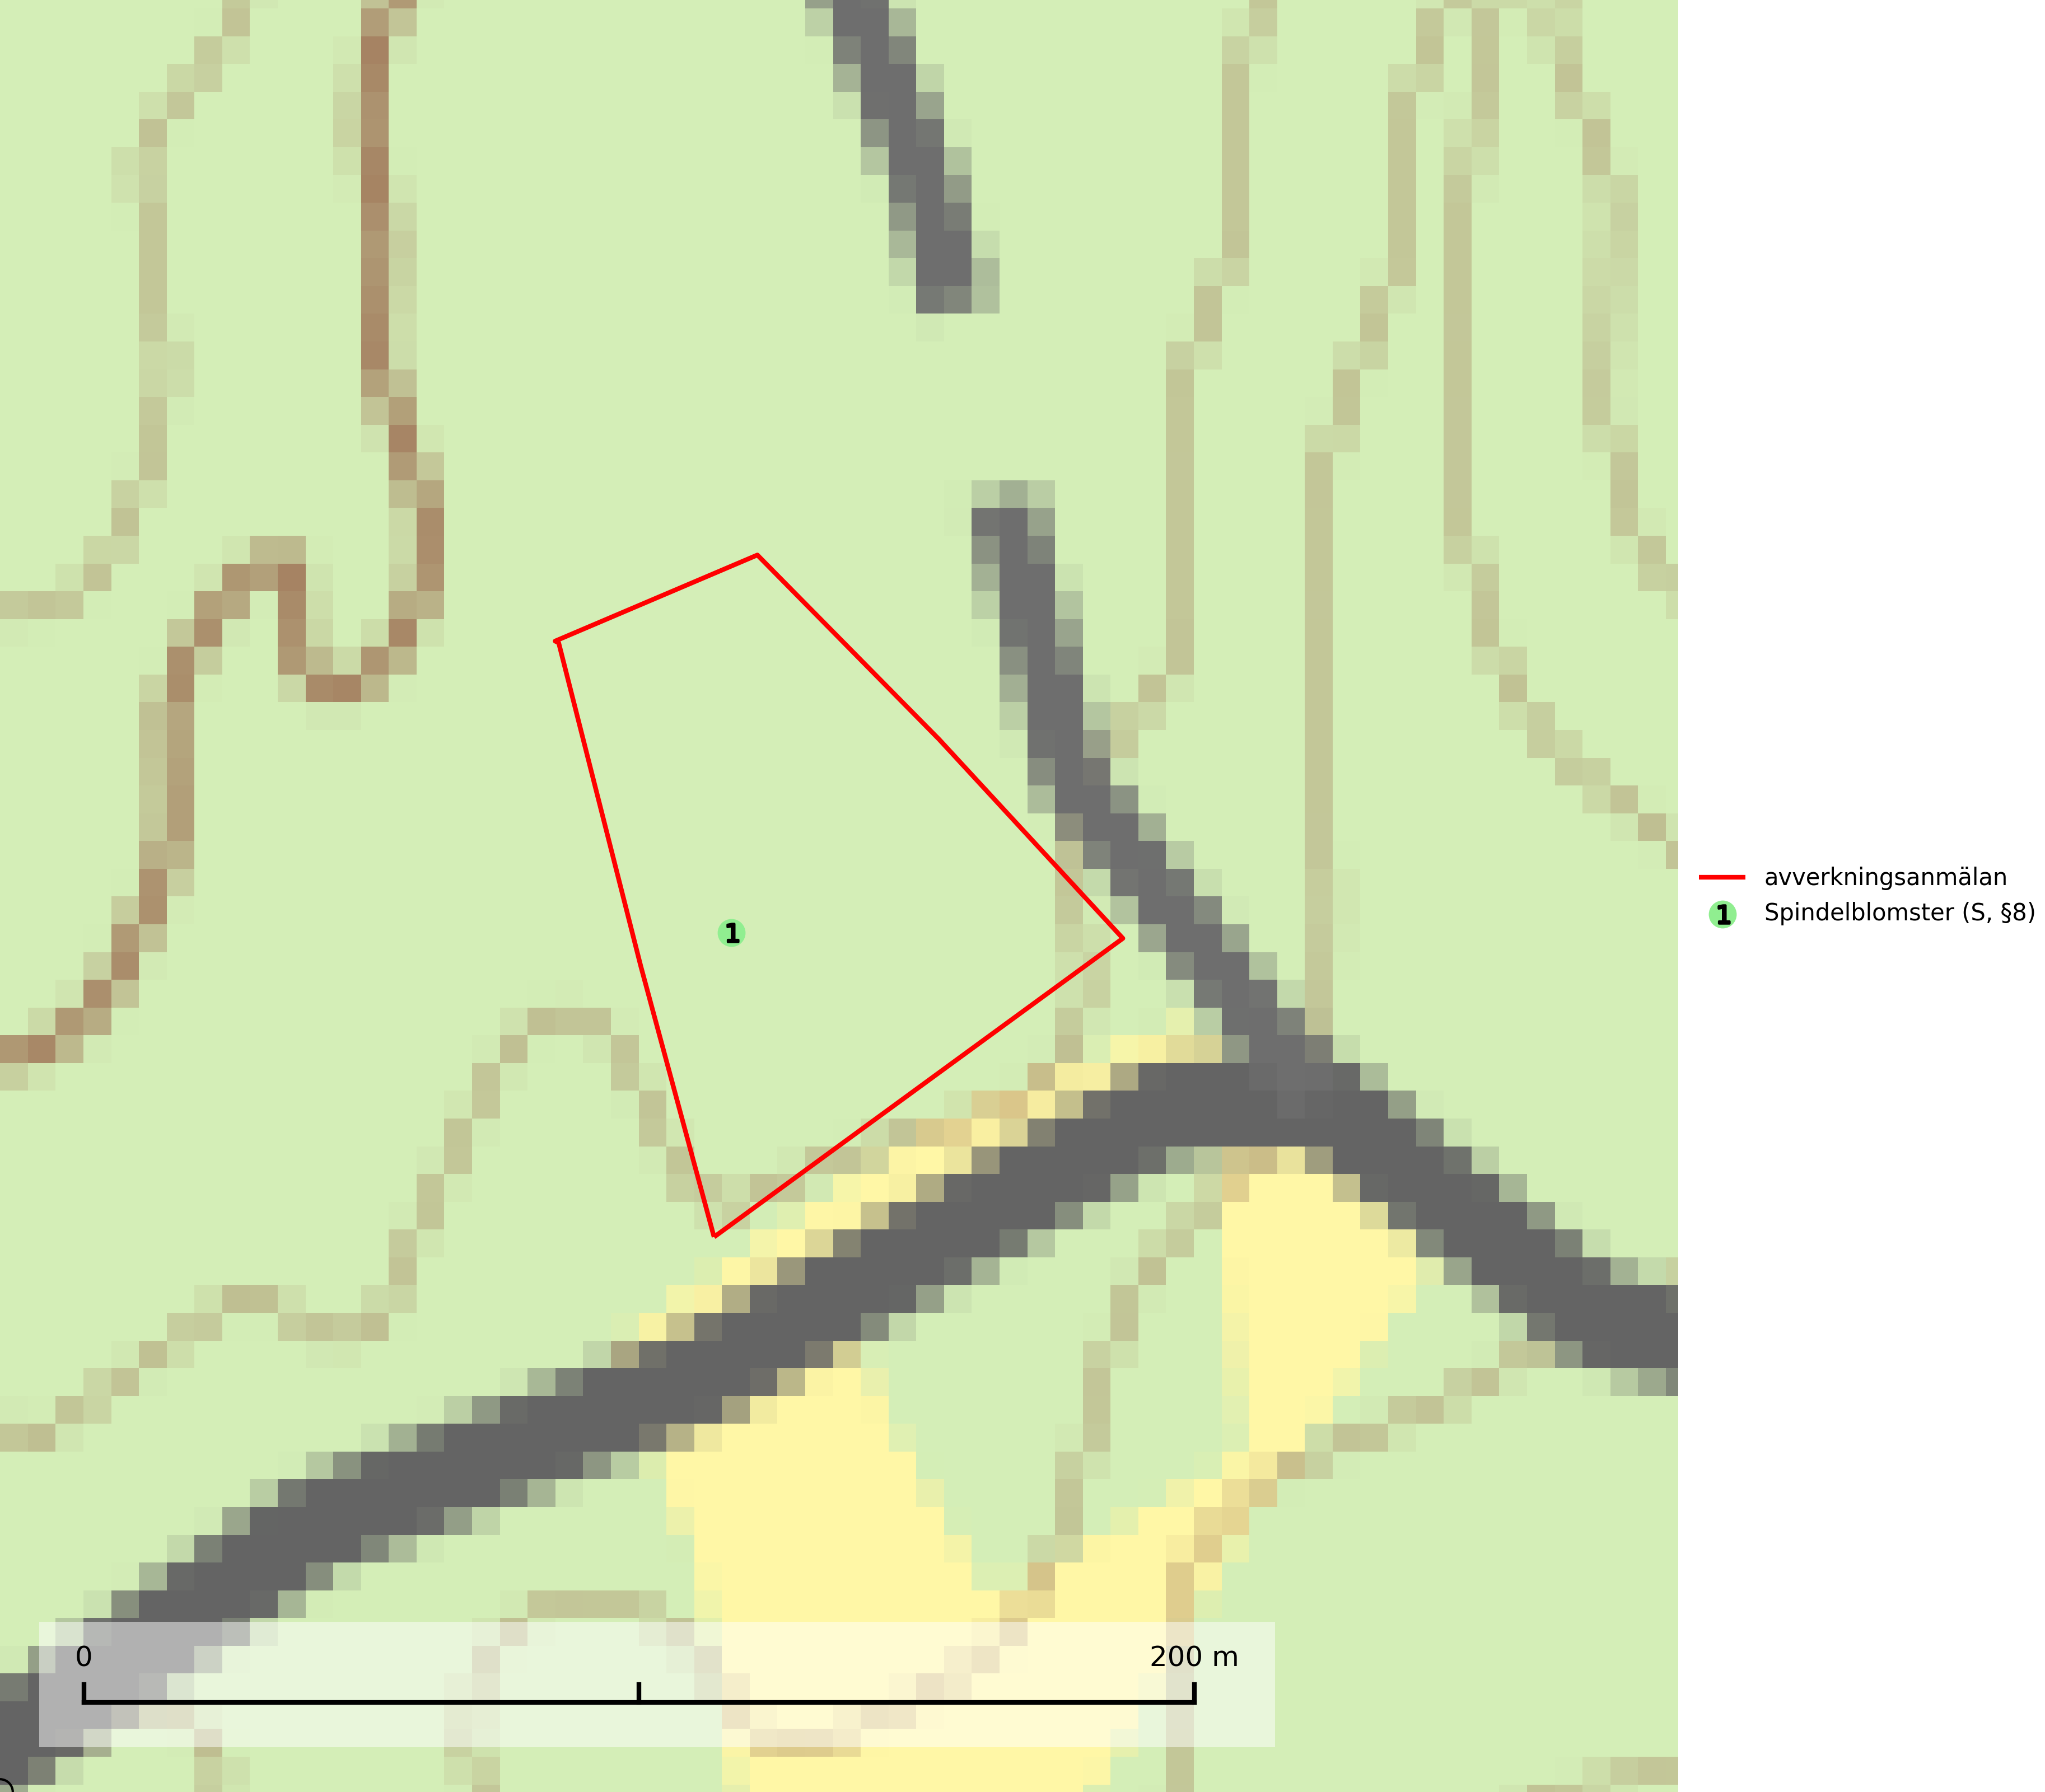 1
avverkningsanmälan
1 Spindelblomster (S, §8)
0 200 m